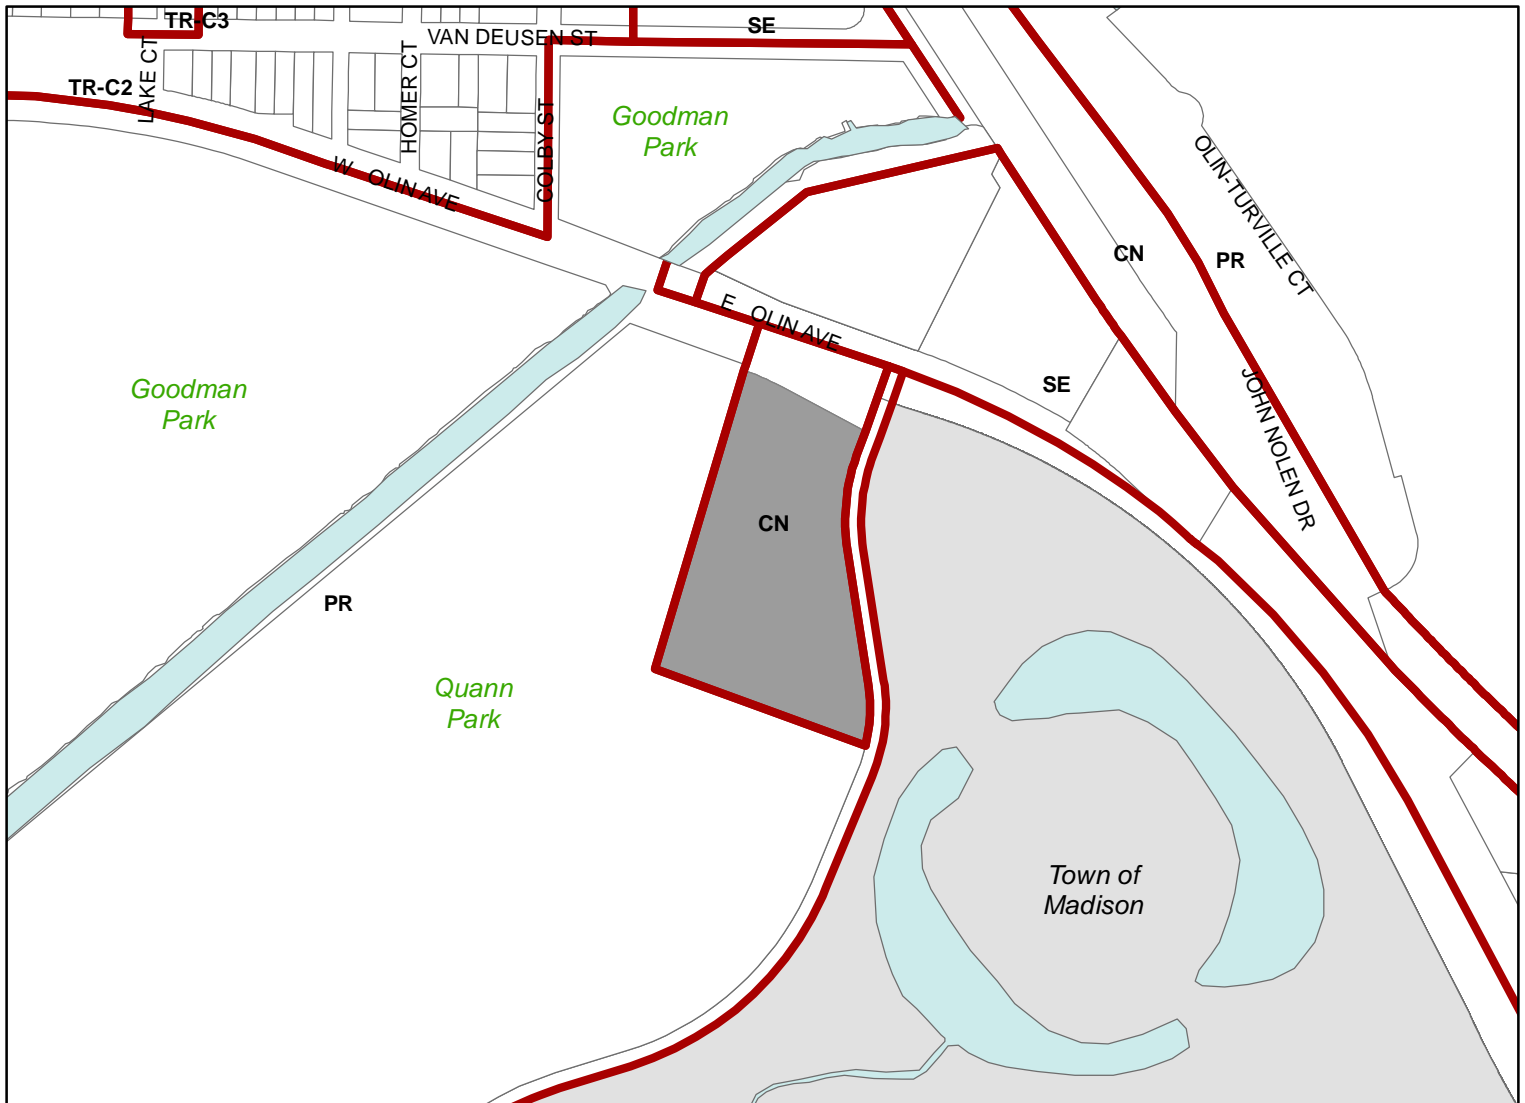 TR-C3
SE
VAN DEUSEN ST
LAKE CT
HOMER CT
TR-C2
COLBY ST
Goodman
Park
W OLIN AVE
OLIN-TURVILLE CT
CN
PR
E OLIN AVE
Goodman
Park
SE
JOHN NOLEN DR
CN
PR
Quann
Park
Town of
Madison